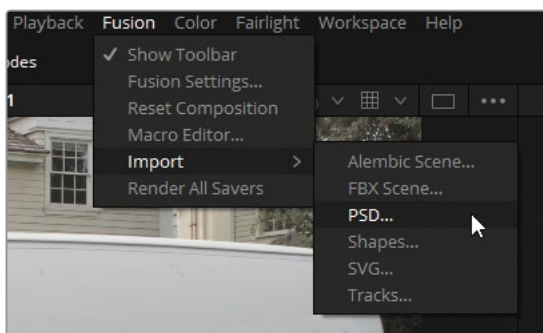 Playback Fusion Color Fairlight Workspace Help
Show Toolbar
Fusion Settings...
Reset Composition
Macro Editor...
Import
Render All Savers
Alembic Scene...
FBX Scene...
PSD...
Shapes...
SVG...
Tracks...